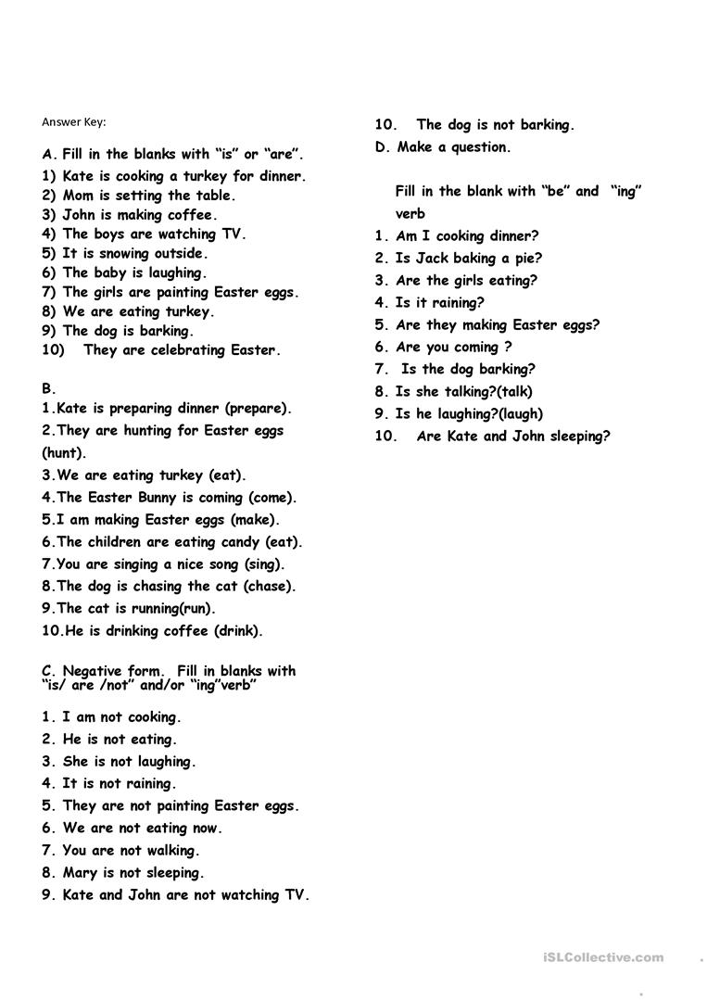 Answer Key:
A. Fill in the blanks with “is” or “are”.
1) Kate is cooking a turkey for dinner.
2) Mom is setting the table.
3) John is making coffee.
4) The boys are watching TV.
5) It is snowing outside.
6) The baby is laughing.
7) The girls are painting Easter eggs.
8) We are eating turkey.
9) The dog is barking.
10) They are celebrating Easter.
B.
1.Kate is preparing dinner (prepare).
2.They are hunting for Easter eggs
(hunt).
3.We are eating turkey (eat).
4.The Easter Bunny is coming (come).
5.I am making Easter eggs (make).
6.The children are eating candy (eat).
7.You are singing a nice song (sing).
8.The dog is chasing the cat (chase).
9.The cat is running(run).
10.He is drinking coffee (drink).
C. Negative form. Fill in blanks with
“is/ are /not” and/or “ing”verb”
1. I am not cooking.
2. He is not eating.
3. She is not laughing.
4. It is not raining.
5. They are not painting Easter eggs.
6. We are not eating now.
7. You are not walking.
8. Mary is not sleeping.
9. Kate and John are not watching TV.
10. The dog is not barking.
D. Make a question.
Fill in the blank with “be” and “ing”
verb
1. Am I cooking dinner?
2. Is Jack baking a pie?
3. Are the girls eating?
4. Is it raining?
5. Are they making Easter eggs?
6. Are you coming ?
7. Is the dog barking?
8. Is she talking?(talk)
9. Is he laughing?(laugh)
10. Are Kate and John sleeping?
iSLCollective.com